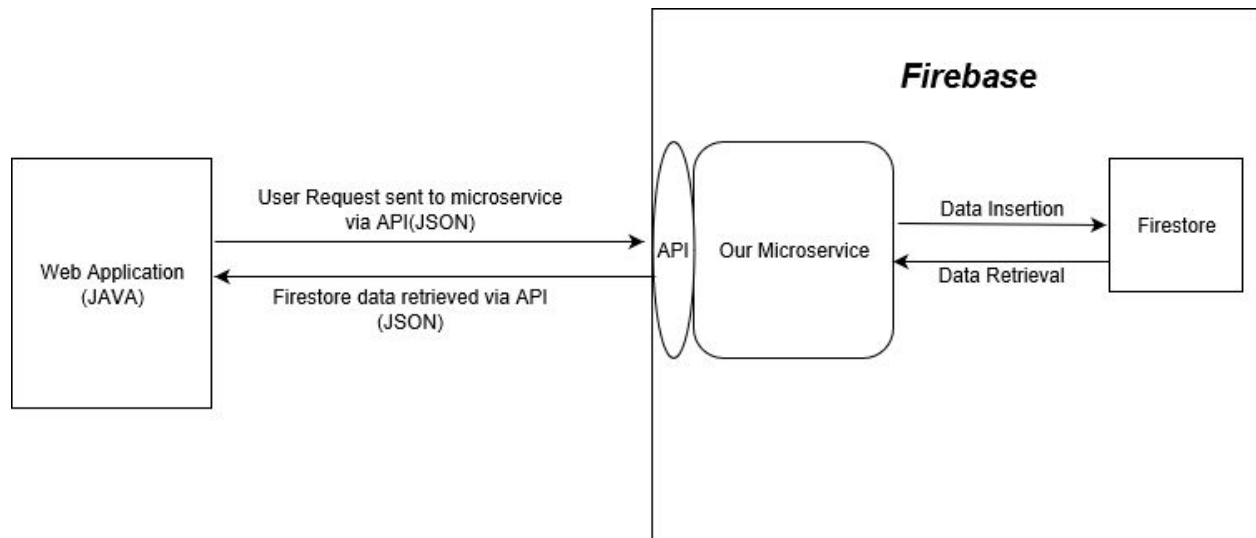 Firebase
User Request sent to microservice
via API(JSON)
Web Application
(JAVA)
Firestore data retrieved via API
(JSON)
API
Our Microservice
Data Insertion
Data Retrieval
Firestore